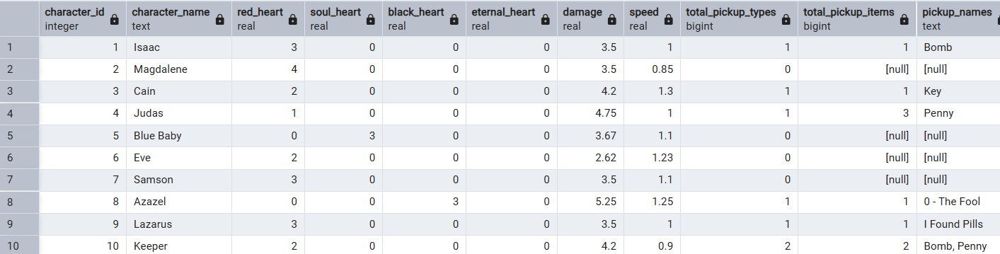 character_id character_name red_heart soul_heart black_heart eternal_heart damage speed total_pickup_types total_pickup_items pickup_names
integer text real real real real real real bigint bigint text
1 1 Isaac 3 0 0 0 3.5 1 1 1 Bomb
2 2 Magdalene 4 0 0 0 3.5 0.85 0 [null] [null]
3 3 Cain 2 0 0 0 4.2 1.3 1 1 Key
4 4 Judas 1 0 0 0 4.75 1 1 3 Penny
5 5 Blue Baby 0 3 0 0 3.67 1.1 0 [null] [null]
6 6 Eve 2 0 0 0 2.62 1.23 0 [null] [null]
7 7 Samson 3 0 0 0 3.5 1.1 0 [null] [null]
8 8 Azazel 0 0 3 0 5.25 1.25 1 1 0 - The Fool
9 9 Lazarus 3 0 0 0 3.5 1 1 1 I Found Pills
10 10 Keeper 2 0 0 0 4.2 0.9 2 2 Bomb, Penny